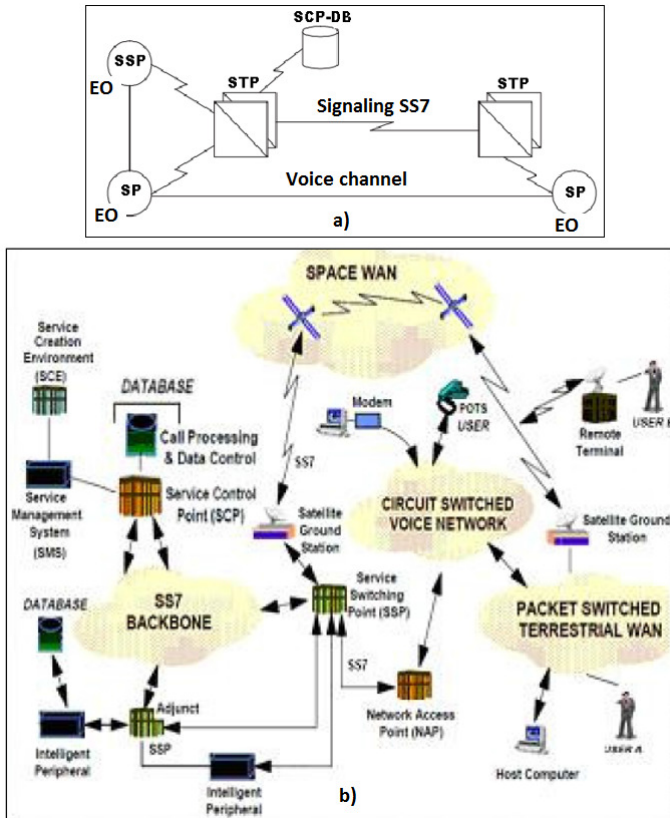 SCP-DB
SSP
EO
STP
STP
Signaling SS7
SP
EO
Voice channel
SP
EO
a)
SPACE WAN
Service
Creation
Environment
(SCE)
DATABASE
Call Processing
& Data Control
Modem
POTS
USER
Remote
Terminal
USER
SS7
Service
Management
System
(SMS)
Service Control
Point (SCP)
Satellite
Ground
Station
CIRCUIT SWITCHED
VOICE NETWORK
Satellite Ground
Station
DATABASE
SS7
BACKBONE
Service
Switching
Point (SSP)
PACKET SWITCHED
TERRESTRIAL WAN
SS7
Adjunct
SSP
Network Access
Point (NAP)
Intelligent
Peripheral
Intelligent
Peripheral
Host Computer
USER A
b)